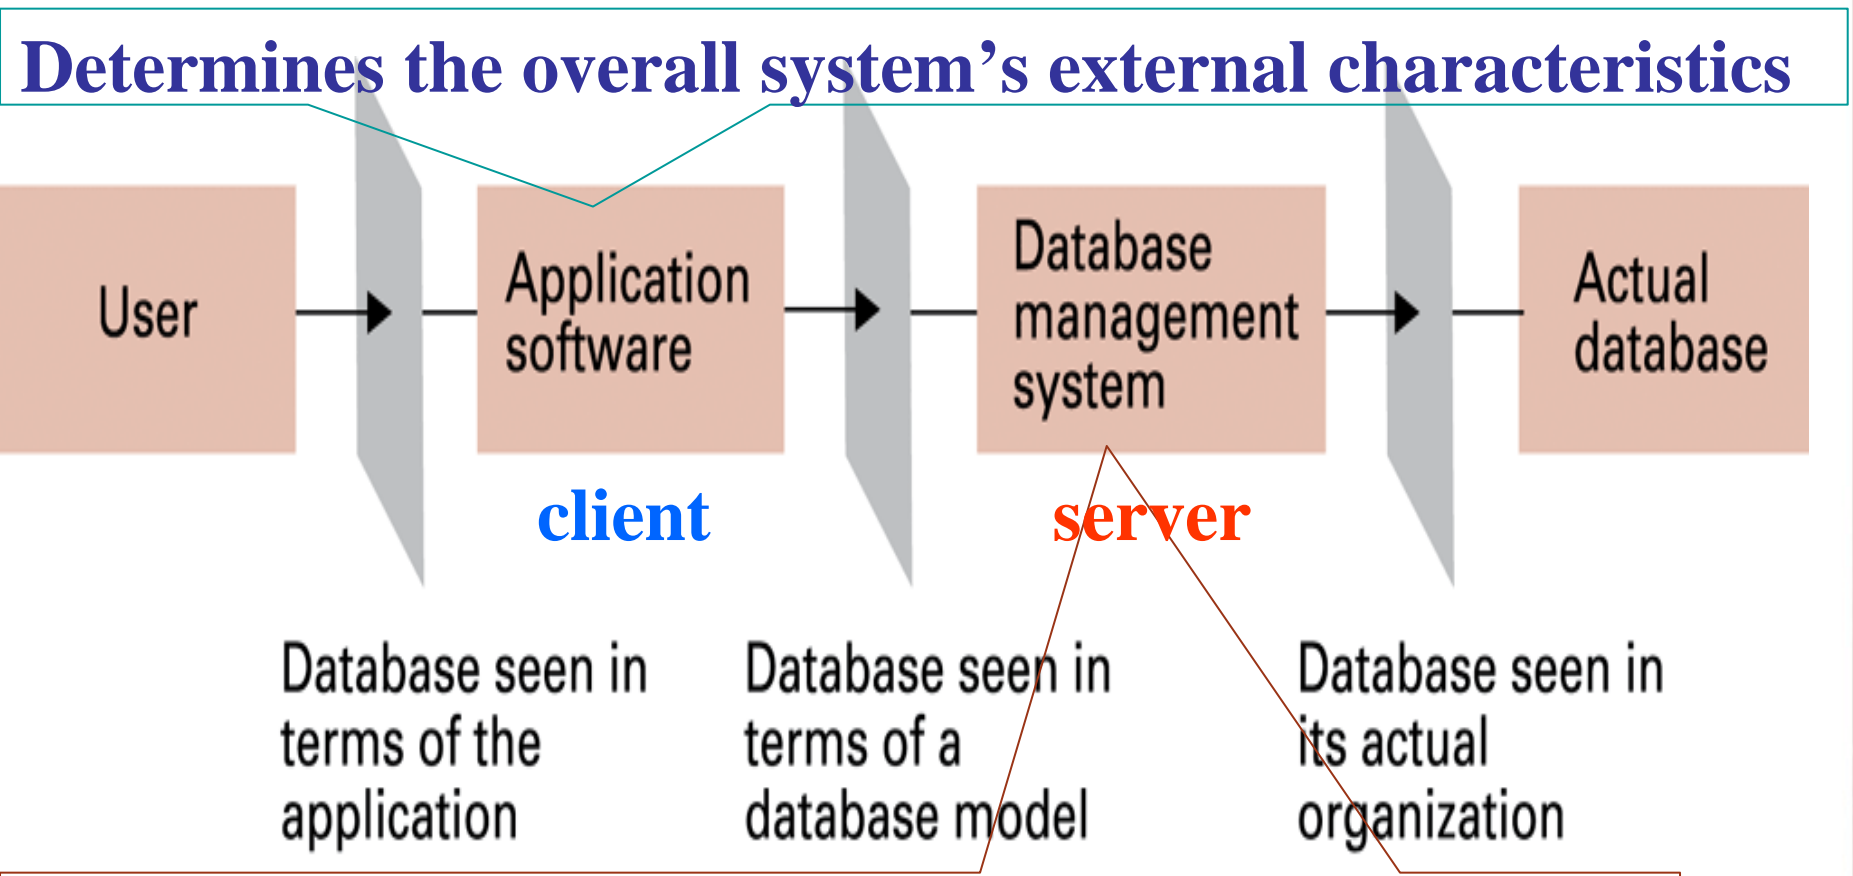 Determines the overall system’s external characteristics
User
Application
software
Database
management
system
Actual
database
client
server
Database seen in
terms of the
application
Database seen in
terms of a
database model
Database seen in
its actual
organization